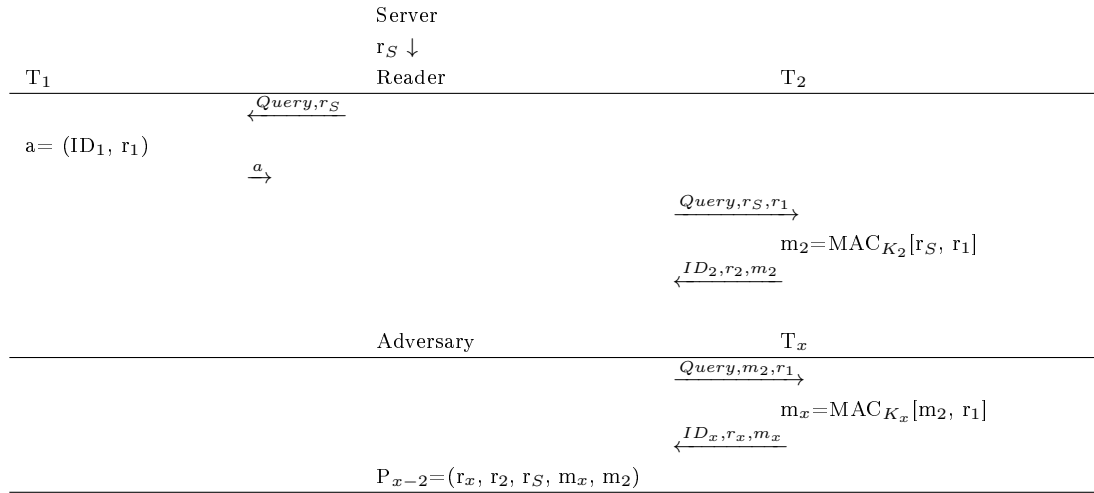 Server
r_S ↓
T_1 Reader T_2
Query,r_S
a= (ID_1, r_1)
a
Query,r_S,r_1
m_2=MAC_{K_2}[r_S, r_1]
ID_2,r_2,m_2
Adversary T_x
Query,m_2,r_1
m_x=MAC_{K_x}[m_2, r_1]
ID_x,r_x,m_x
P_{x−2}=(r_x, r_2, r_S, m_x, m_2)